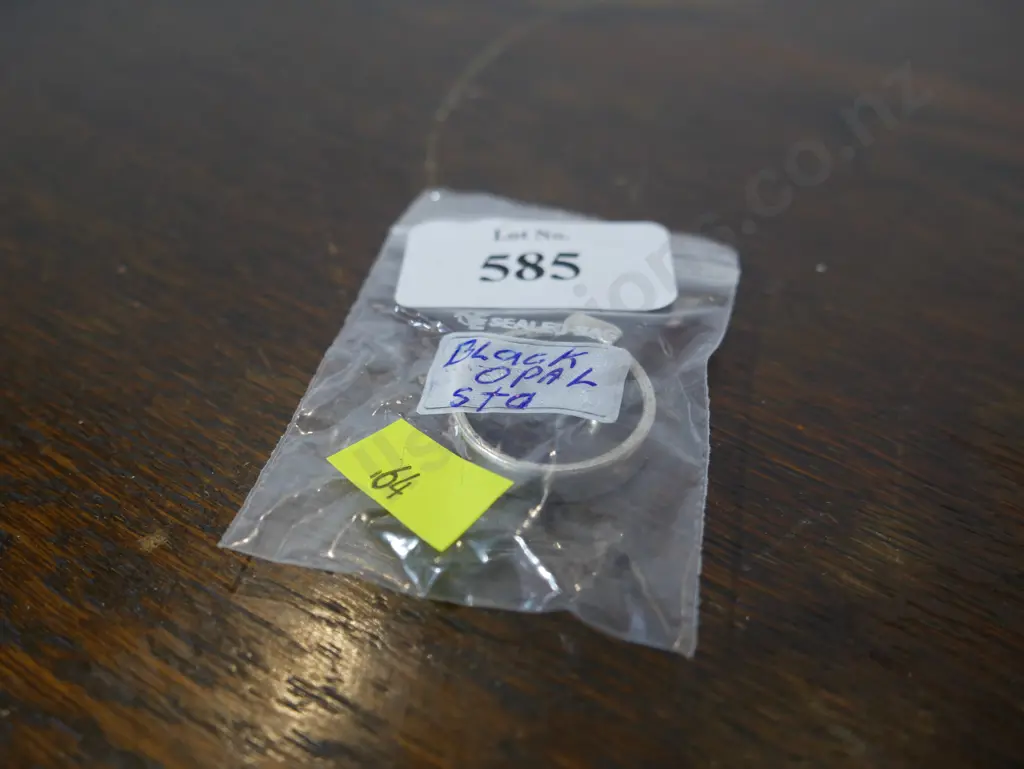 Lot No.
585
SEALED BAG
BLacK
OPAL
sta
.64